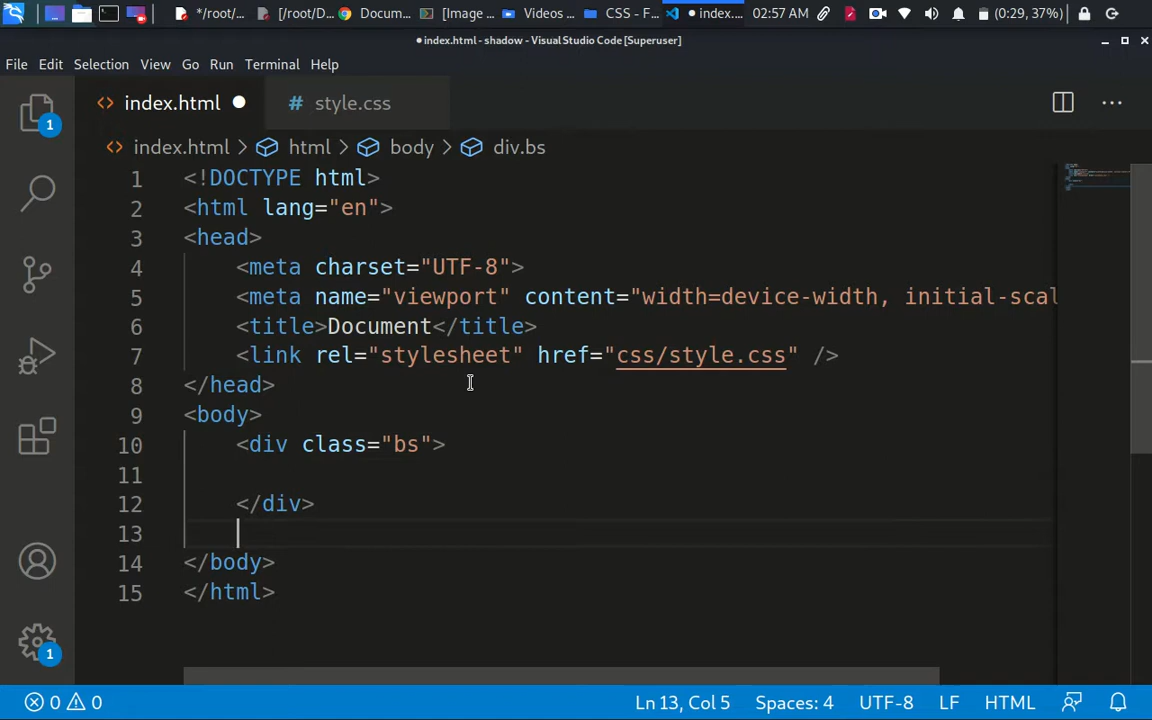 */root/... [/root/D... Docum... [Image ... Videos ... CSS - F... index.... 02:57 AM (0:29, 37%)
index.html - shadow - Visual Studio Code [Superuser]
File Edit Selection View Go Run Terminal Help
index.html # style.css ...
index.html > html > body > div.bs
1 <!DOCTYPE html>
2 <html lang="en">
3 <head>
4 <meta charset="UTF-8">
5 <meta name="viewport" content="width=device-width, initial-scal
6 <title>Document</title>
7 <link rel="stylesheet" href="css/style.css" />
8 </head>
9 <body>
10 <div class="bs">
11
12 </div>
13
14 </body>
15 </html>
1
1
0 0 Ln 13, Col 5 Spaces: 4 UTF-8 LF HTML